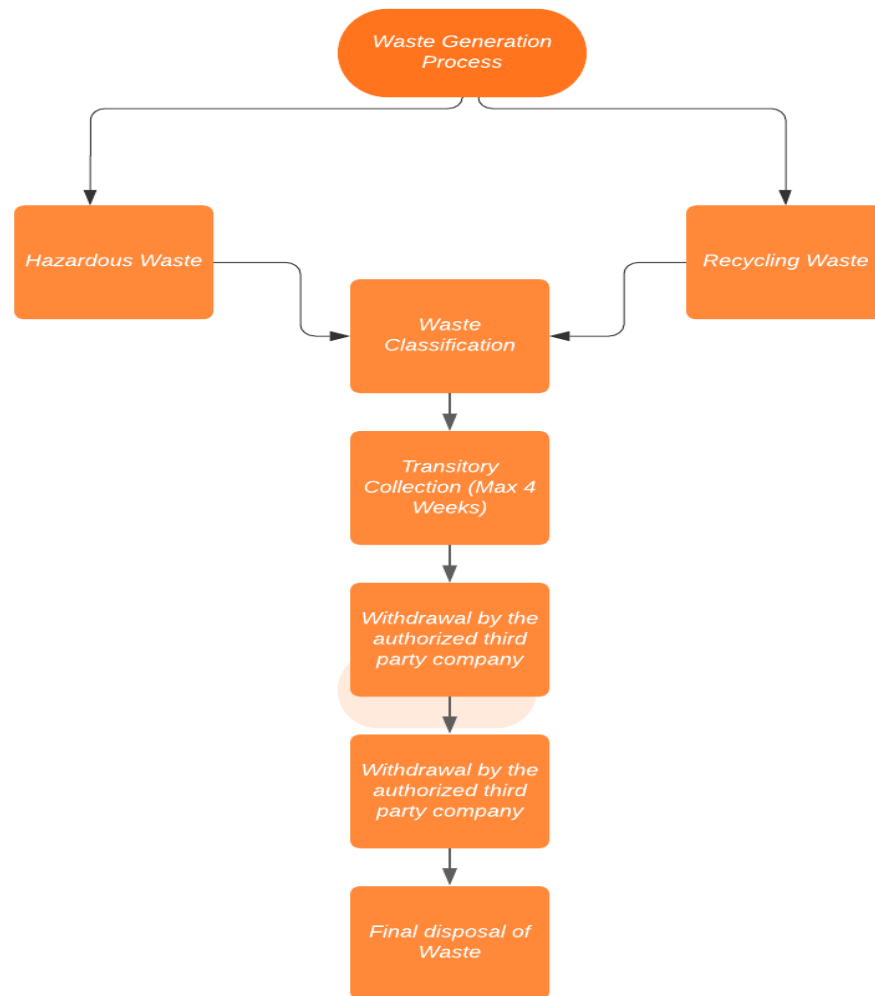 Waste Generation
Process
Hazardous Waste
Recycling Waste
Waste
Classification
Transitory
Collection (Max 4
Weeks)
Withdrawal by the
authorized third
party company
Withdrawal by the
authorized third
party company
Final disposal of
Waste